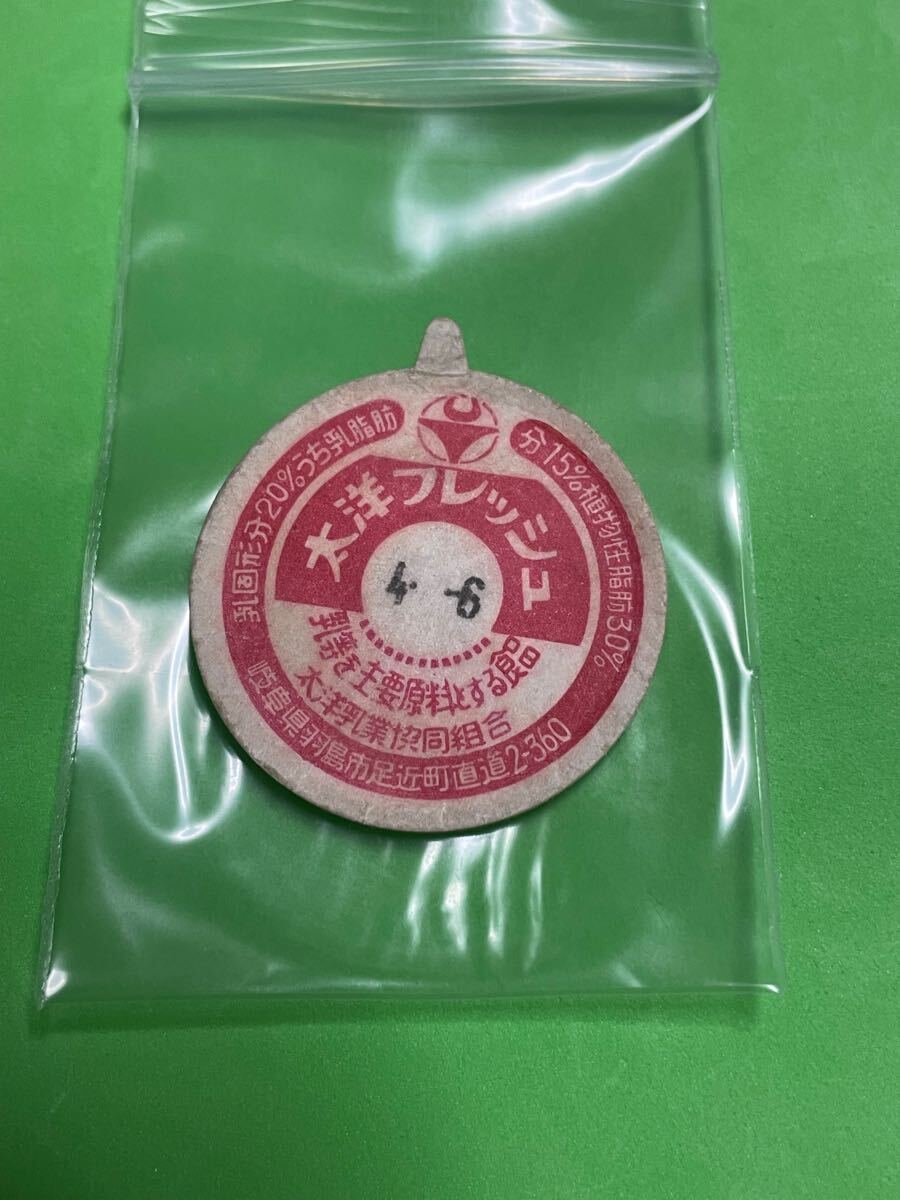 乳固形分20%うち乳脂肪分15%植物性脂肪30%
太洋フレッシュ
4-6
乳等を主要原料とする食品
太洋乳業協同組合
岐阜県羽島市足近町直道2-360